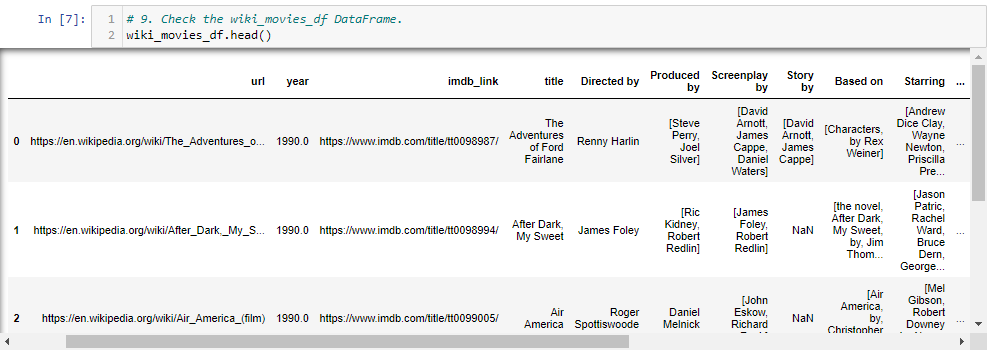 In [7]:
1 # 9. Check the wiki_movies_df DataFrame.
2 wiki_movies_df.head()
url year imdb_link title Directed by Produced by Screenplay by Story by Based on Starring ...
0 https://en.wikipedia.org/wiki/The_Adventures_o... 1990.0 https://www.imdb.com/title/tt0098987/ The Adventures of Ford Fairlane Renny Harlin [Steve Perry, Joel Silver] [David Arnott, James Cappe, Daniel Waters] [David Arnott, James Cappe] [Characters, by Rex Weiner] [Andrew Dice Clay, Wayne Newton, Priscilla Pre... ...
1 https://en.wikipedia.org/wiki/After_Dark,_My_S... 1990.0 https://www.imdb.com/title/tt0098994/ After Dark, My Sweet James Foley [Ric Kidney, Robert Redlin] [James Foley, Robert Redlin] NaN [the novel, After Dark, My Sweet, by, Jim Thom... [Jason Patric, Rachel Ward, Bruce Dern, George... ...
2 https://en.wikipedia.org/wiki/Air_America_(film) 1990.0 https://www.imdb.com/title/tt0099005/ Air America Roger Spottiswoode Daniel Melnick [John Eskow, Richard NaN [Air America, by, Christopher [Mel Gibson, Robert Downey ...